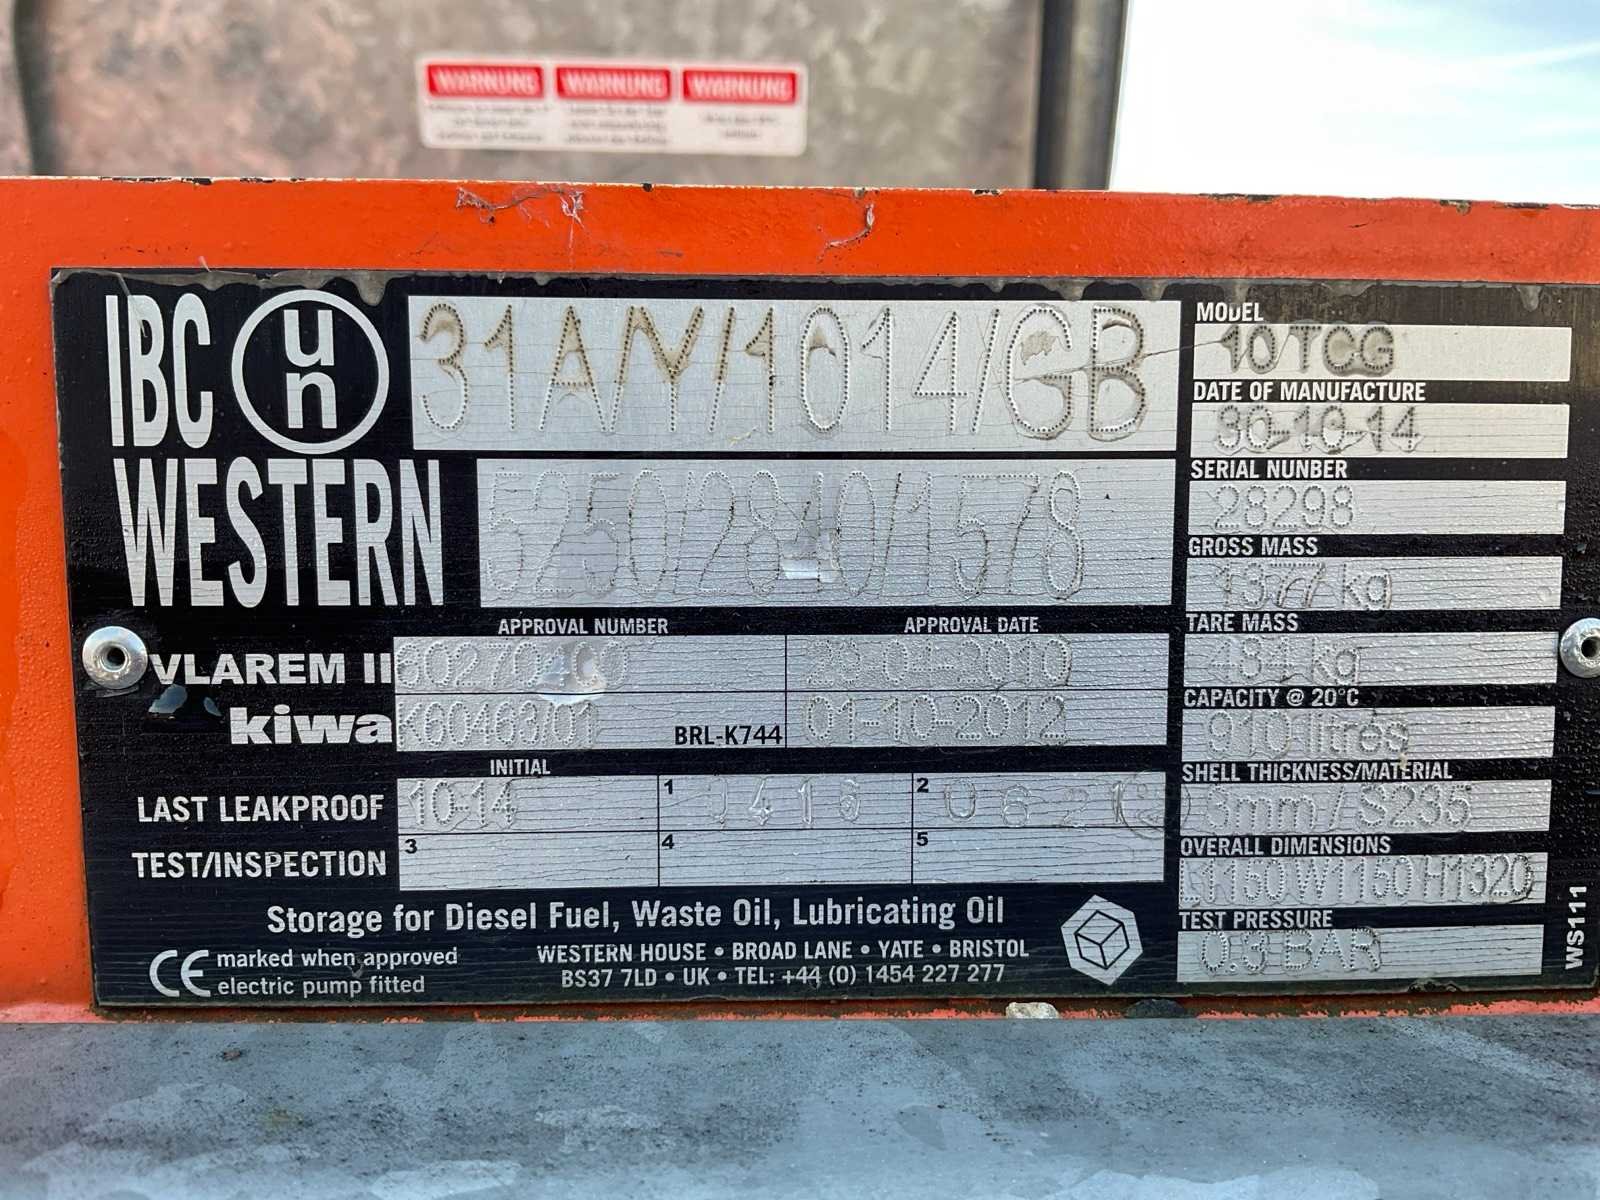 WARNUNG WARNUNG WARNUNG
IBC un 31A/Y/1014/GB
WESTERN 5250/2840/1578
APPROVAL NUMBER APPROVAL DATE
VLAREM II
kiwa K60463/01 BRL-K744 01-10-2012
INITIAL
LAST LEAKPROOF 10-14 1 0416 2 0621
TEST/INSPECTION 3 4 5
Storage for Diesel Fuel, Waste Oil, Lubricating Oil
CE marked when approved
electric pump fitted
WESTERN HOUSE • BROAD LANE • YATE • BRISTOL
BS37 7LD • UK • TEL: +44 (0) 1454 227 277
MODEL
10TCG
DATE OF MANUFACTURE
30-10-14
SERIAL NUNBER
28298
GROSS MASS
1377 kg
TARE MASS
kg
CAPACITY @ 20°C
910 litres
SHELL THICKNESS/MATERIAL
3mm/S235
OVERALL DIMENSIONS
L1150W1150H1320
TEST PRESSURE
0.3 BAR
WS111